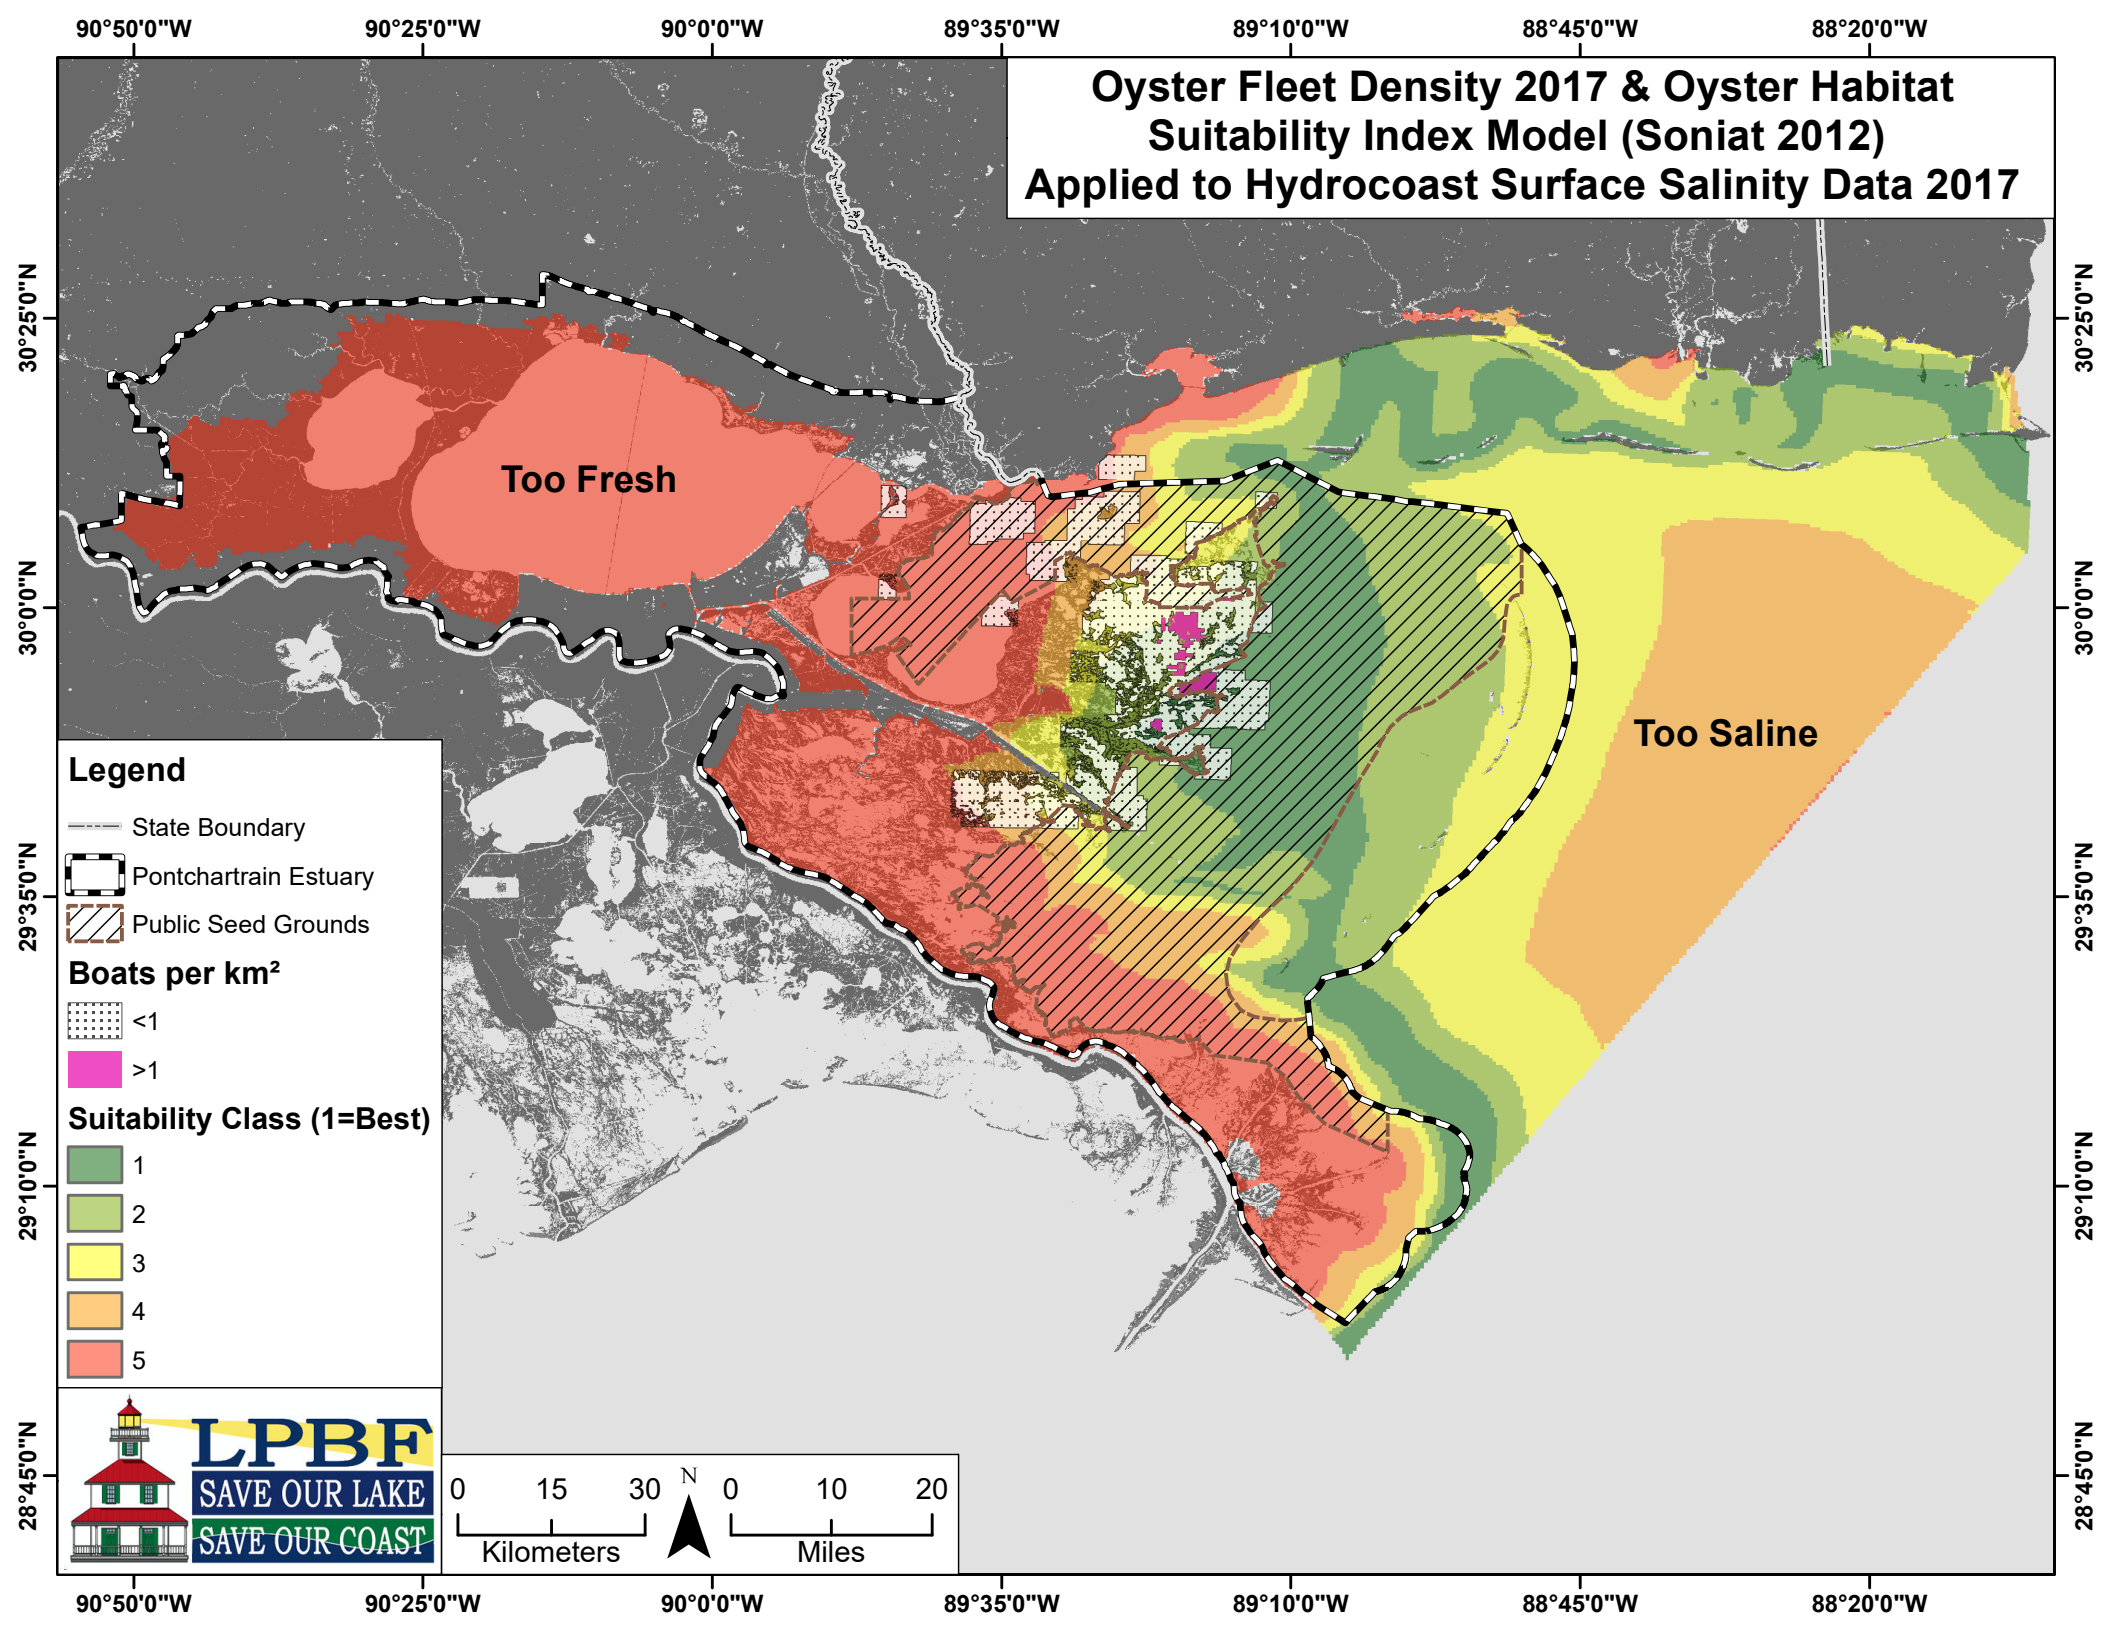 90°50'0"W
90°25'0"W
90°0'0"W
89°35'0"W
89°10'0"W
88°45'0"W
88°20'0"W
Oyster Fleet Density 2017 & Oyster Habitat
Suitability Index Model (Soniat 2012)
Applied to Hydrocoast Surface Salinity Data 2017
30°25'0"N
30°25'0"N
Too Fresh
30°0'0"N
30°0'0"N
Too Saline
Legend
State Boundary
Pontchartrain Estuary
Public Seed Grounds
29°35'0"N
29°35'0"N
Boats per km²
<1
>1
Suitability Class (1=Best)
1
2
3
4
5
29°10'0"N
29°10'0"N
LPBF
SAVE OUR LAKE
SAVE OUR COAST
28°45'0"N
28°45'0"N
0 15 30
Kilometers
N
0 10 20
Miles
90°50'0"W
90°25'0"W
90°0'0"W
89°35'0"W
89°10'0"W
88°45'0"W
88°20'0"W